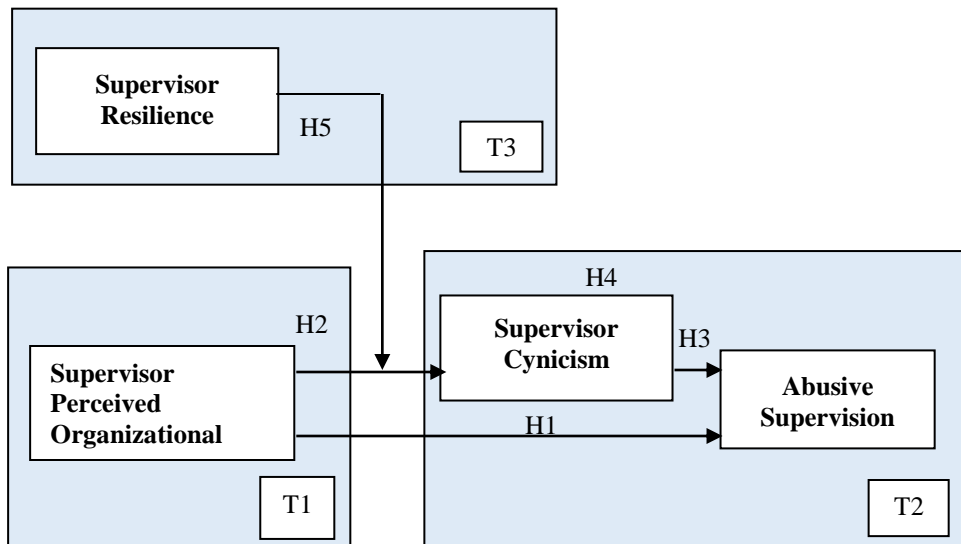 Supervisor
Resilience
H5
T3
H4
H2
Supervisor
Cynicism
H3
Supervisor
Perceived
Organizational
Abusive
Supervision
H1
T1
T2